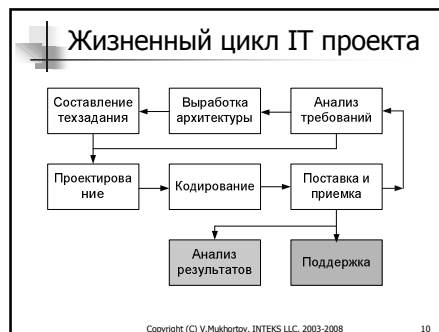 Жизненный цикл IT проекта
Составление
техзадания
Выработка
архитектуры
Анализ
требований
Проектирова
ние
Кодирование
Поставка и
приемка
Анализ
результатов
Поддержка
Copyright (C) V.Mukhortov, INTEKS LLC, 2003-2008
10